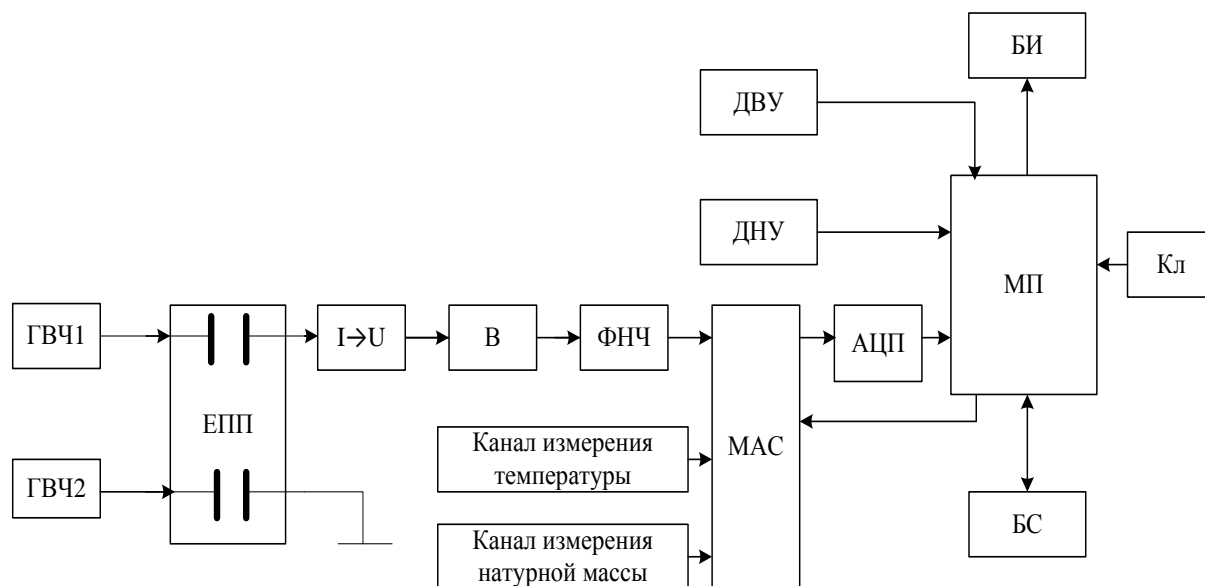 БИ
ДВУ
ДНУ
МП
Кл
ГВЧ1
I→U
В
ФНЧ
АЦП
ЕПП
МАС
Канал измерения
температуры
ГВЧ2
БС
Канал измерения
натурной массы